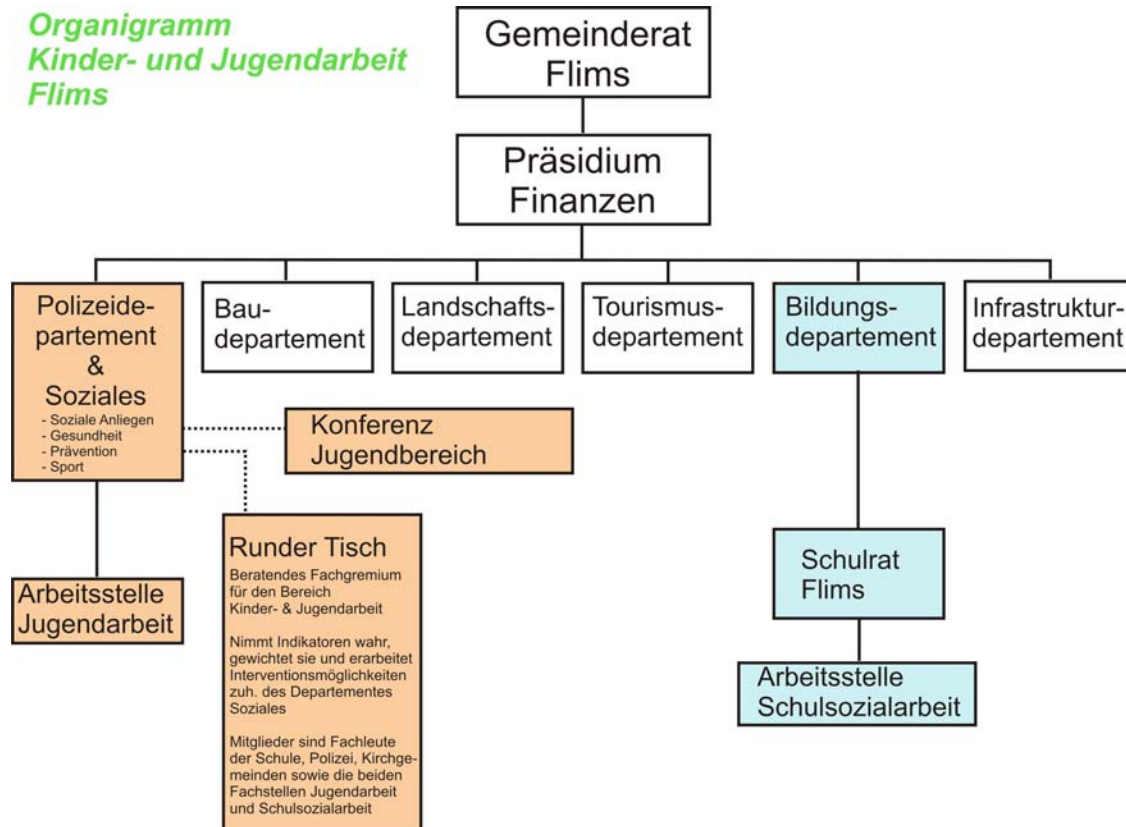 Organigramm
Kinder- und Jugendarbeit
Flims
Gemeinderat
Flims
Präsidium
Finanzen
Polizeide-
partement
&
Soziales
- Soziale Anliegen
- Gesundheit
- Prävention
- Sport
Bau-
departement
Landschafts-
departement
Tourismus-
departement
Bildungs-
departement
Infrastruktur-
departement
Konferenz
Jugendbereich
Runder Tisch
Beratendes Fachgremium
für den Bereich
Kinder- & Jugendarbeit
Nimmt Indikatoren wahr,
gewichtet sie und erarbeitet
Interventionsmöglichkeiten
zuh. des Departementes
Soziales
Mitglieder sind Fachleute
der Schule, Polizei, Kirchge-
meinden sowie die beiden
Fachstellen Jugendarbeit
und Schulsozialarbeit
Arbeitsstelle
Jugendarbeit
Schulrat
Flims
Arbeitsstelle
Schulsozialarbeit